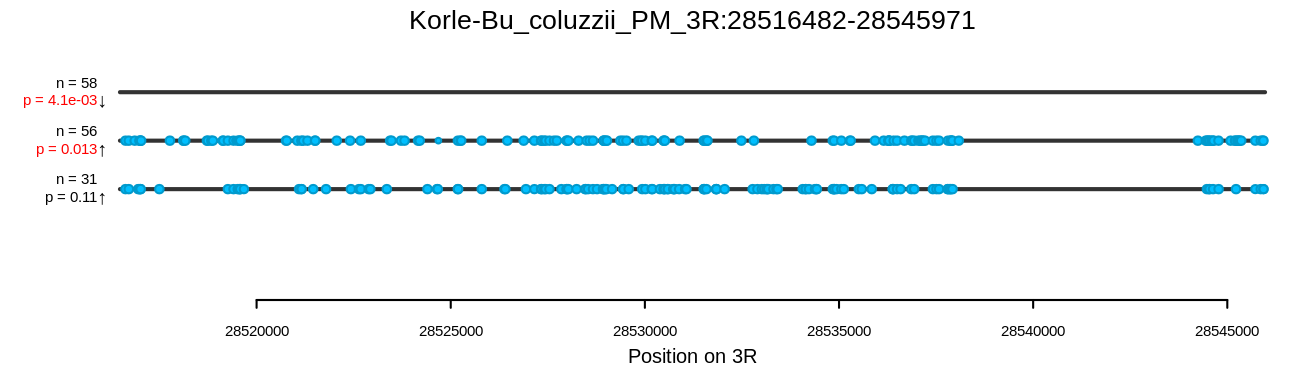 Korle-Bu_coluzzii_PM_3R:28516482-28545971
n = 58
p = 4.1e-03↓
n = 56
p = 0.013↑
n = 31
p = 0.11↑
28520000 28525000 28530000 28535000 28540000 28545000
Position on 3R